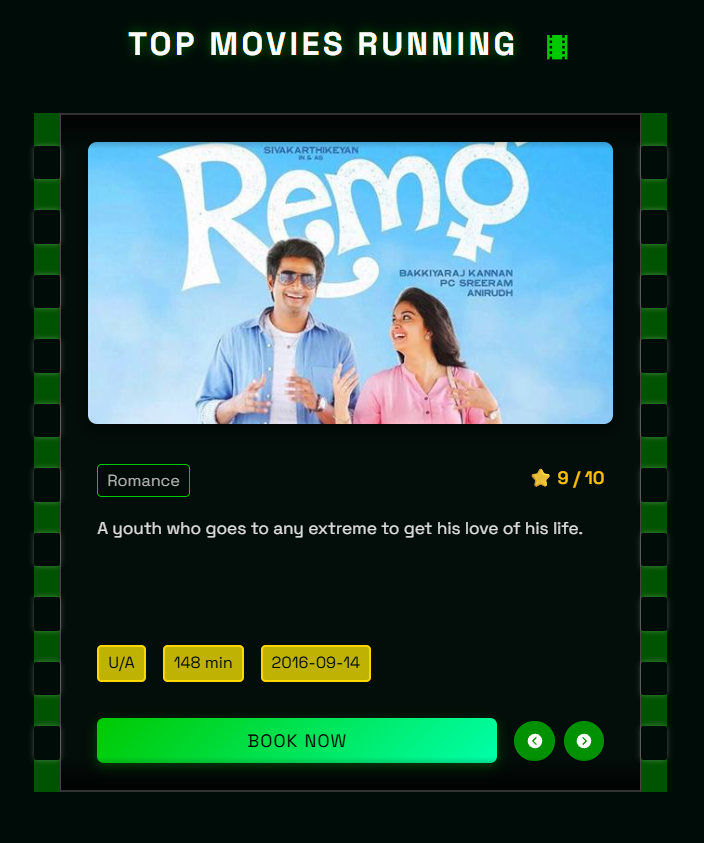 TOP MOVIES RUNNING
SIVAKARTHIKEYAN
IN & AS
Remo
BAKKIYARAJ KANNAN
PC SREERAM
ANIRUDH
Romance
9 / 10
A youth who goes to any extreme to get his love of his life.
U/A
148 min
2016-09-14
BOOK NOW